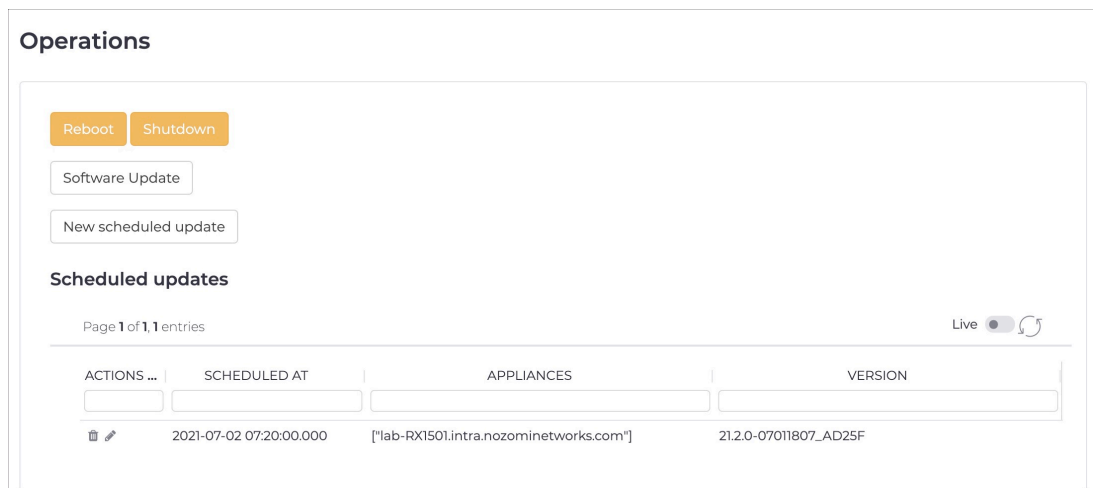 Operations
Reboot Shutdown
Software Update
New scheduled update
Scheduled updates
Page 1 of 1, 1 entries Live
ACTIONS ... SCHEDULED AT APPLIANCES VERSION
2021-07-02 07:20:00.000 ["lab-RX1501.intra.nozominetworks.com"] 21.2.0-07011807_AD25F